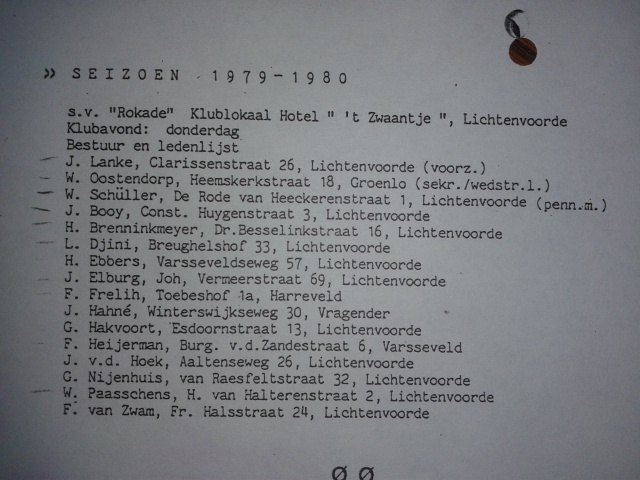 » SEIZOEN 1979-1980
s.v. "Rokade" Klublokaal Hotel " 't Zwaantje ", Lichtenvoorde
Klubavond: donderdag
Bestuur en ledenlijst
J. Lanke, Clarissenstraat 26, Lichtenvoorde (voorz.)
W. Oostendorp, Heemskerkstraat 18, Groenlo (sekr./wedstr.l.)
W. Schüller, De Rode van Heeckerenstraat 1, Lichtenvoorde (penn.m.)
J. Booy, Const. Huygenstraat 3, Lichtenvoorde
H. Brenninkmeyer, Dr.Besselinkstraat 16, Lichtenvoorde
L. Djini, Breughelshof 33, Lichtenvoorde
H. Ebbers, Varsseveldseweg 57, Lichtenvoorde
J. Elburg, Joh, Vermeerstraat 69, Lichtenvoorde
F. Frelih, Toebeshof 1a, Harreveld
J. Hahné, Winterswijkseweg 30, Vragender
G. Hakvoort, Esdoornstraat 13, Lichtenvoorde
F. Heijerman, Burg. v.d.Zandestraat 6, Varsseveld
J. v.d. Hoek, Aaltenseweg 26, Lichtenvoorde
G. Nijenhuis, van Raesfeltstraat 32, Lichtenvoorde
W. Paasschens, H. van Halterenstraat 2, Lichtenvoorde
F. van Zwam, Fr. Halsstraat 24, Lichtenvoorde